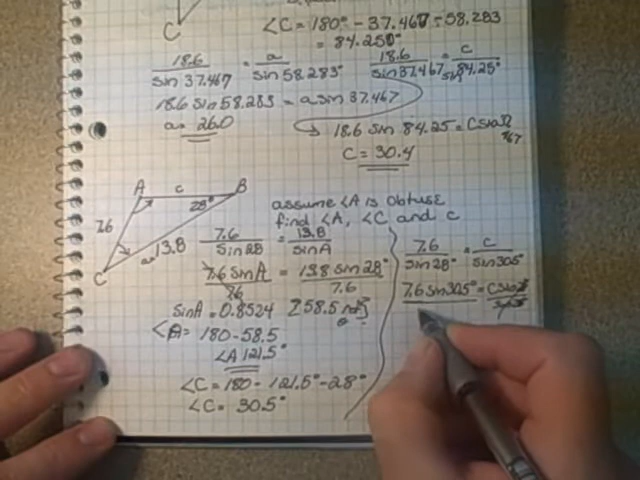 C
∠C = 180° - 37.467 - 58.283
= 84.250°
18.6 / sin 37.467 = a / sin 58.283°
18.6 / sin 37.467 = c / sin 84.25°
18.6 sin 58.283 = a sin 37.467
a = 26.0
18.6 sin 84.25 = C sin
C = 30.4
A c B
28°
7.6
a= 13.8
C
assume ∠A is obtuse
find ∠A, ∠C and c
7.6 / sin 28 = 13.8 / sin A
7.6 sin A / 7.6 = 13.8 sin 28° / 7.6
sin A = 0.8524 [58.5
∠A = 180 - 58.5
∠A 121.5°
∠C = 180 - 121.5° - 28°
∠C = 30.5°
7.6 / sin 28° = c / sin 30.5°
7.6 sin 30.5° = c sin